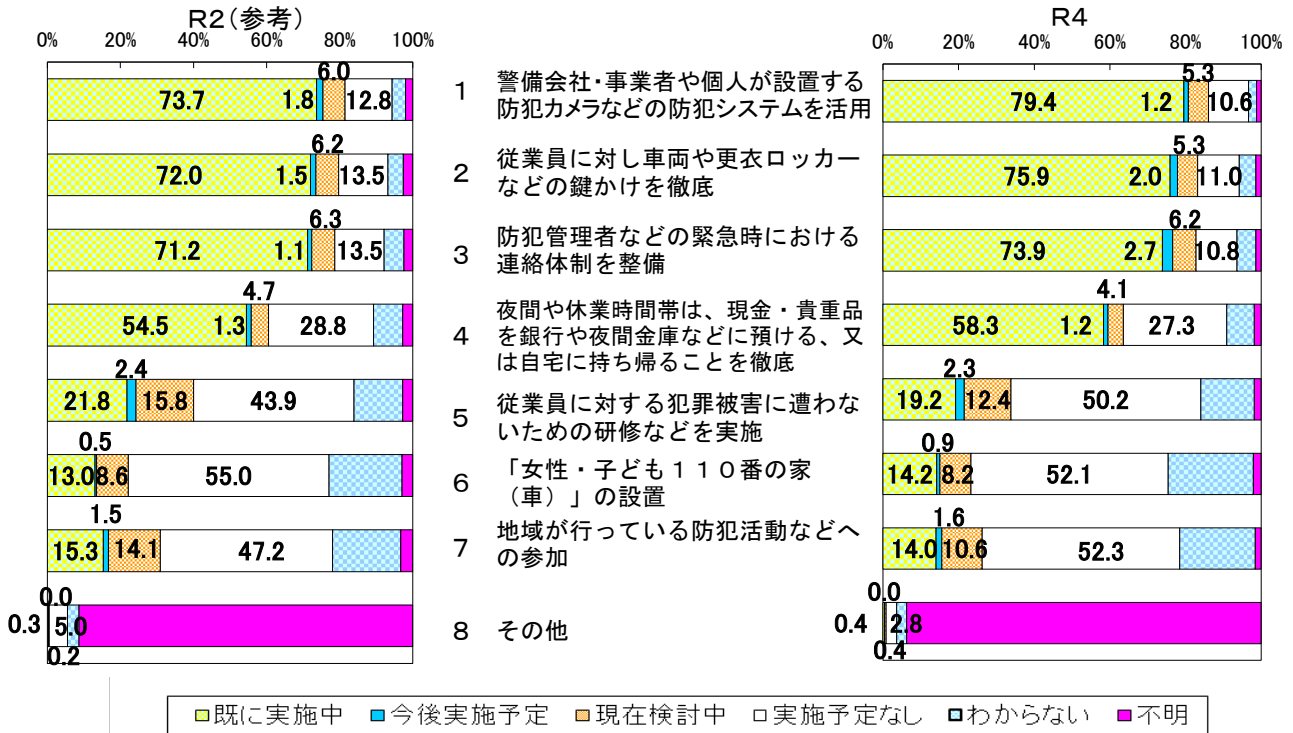 R2(参考)
0% 20% 40% 60% 80% 100%
R4
0% 20% 40% 60% 80% 100%
6.0
73.7 1.8 12.8
1 警備会社・事業者や個人が設置する
防犯カメラなどの防犯システムを活用
5.3
79.4 1.2 10.6
6.2
72.0 1.5 13.5
2 従業員に対し車両や更衣ロッカー
などの鍵かけを徹底
5.3
75.9 2.0 11.0
6.3
71.2 1.1 13.5
3 防犯管理者などの緊急時における
連絡体制を整備
6.2
73.9 2.7 10.8
4.7
54.5 1.3 28.8
4 夜間や休業時間帯は、現金・貴重品
を銀行や夜間金庫などに預ける、又
は自宅に持ち帰ることを徹底
4.1
58.3 1.2 27.3
2.4
21.8 15.8 43.9
5 従業員に対する犯罪被害に遭わな
いための研修などを実施
2.3
19.2 12.4 50.2
0.5
13.0 8.6 55.0
6 「女性・子ども110番の家
(車)」の設置
0.9
14.2 8.2 52.1
1.5
15.3 14.1 47.2
7 地域が行っている防犯活動などへ
の参加
1.6
14.0 10.6 52.3
0.0
0.3 5.0
0.2
8 その他
0.0
0.4 2.8
0.4
既に実施中 今後実施予定 現在検討中 実施予定なし わからない 不明